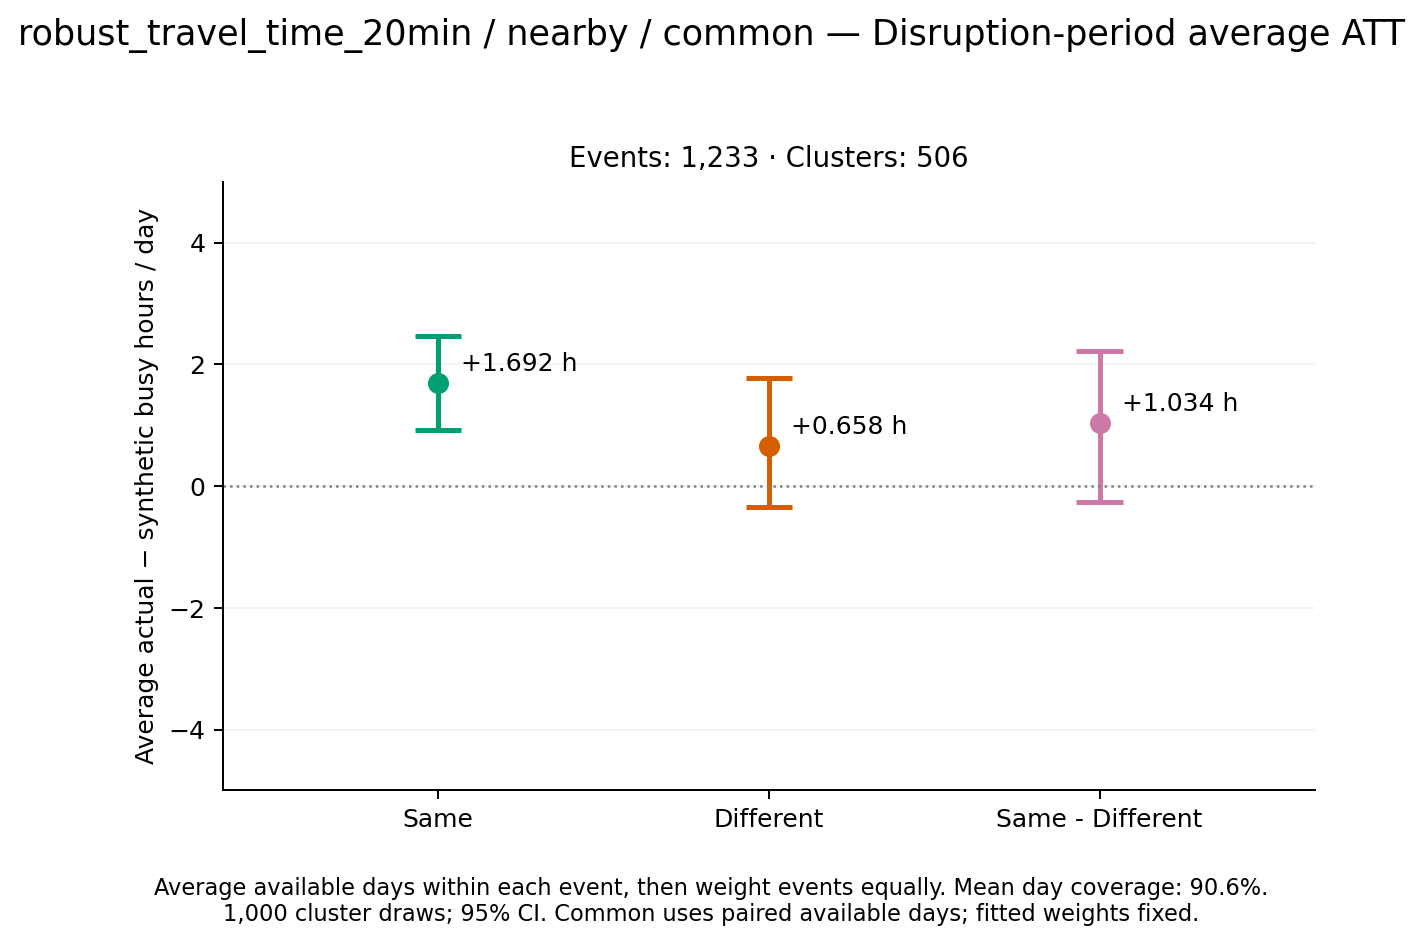 robust_travel_time_20min / nearby / common — Disruption-period average ATT
Events: 1,233 · Clusters: 506
Average actual − synthetic busy hours / day
4
2
0
−2
−4
+1.692 h
+0.658 h
+1.034 h
Same
Different
Same - Different
Average available days within each event, then weight events equally. Mean day coverage: 90.6%.
1,000 cluster draws; 95% CI. Common uses paired available days; fitted weights fixed.